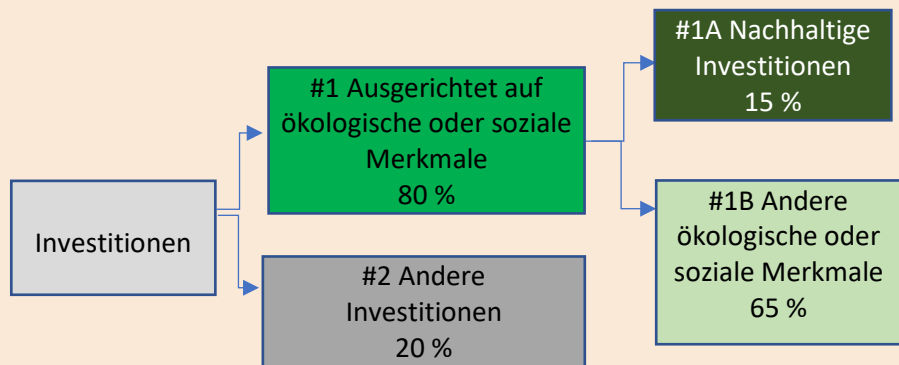 Investitionen
#1 Ausgerichtet auf
ökologische oder soziale
Merkmale
80 %
#2 Andere
Investitionen
20 %
#1A Nachhaltige
Investitionen
15 %
#1B Andere
ökologische oder
soziale Merkmale
65 %